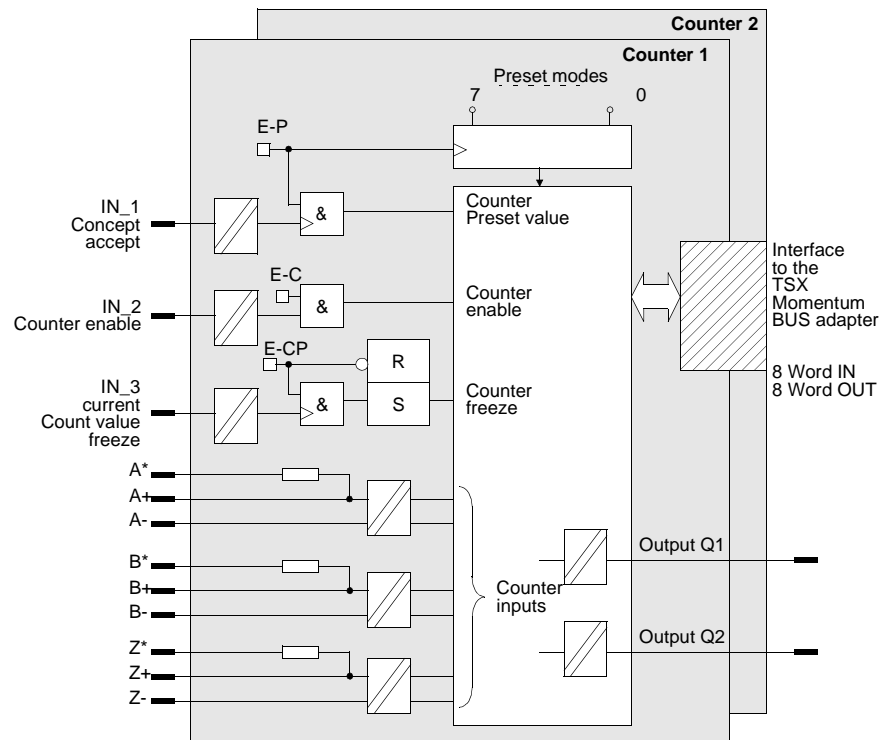 Counter 2
Counter 1
Preset modes
7
0
E-P
IN_1
Concept
accept
&
Counter
Preset value
E-C
IN_2
Counter enable
&
Counter
enable
Interface
to the
TSX
Momentum
BUS adapter
8 Word IN
8 Word OUT
E-CP
R
IN_3
current
Count value
freeze
&
S
Counter
freeze
A*
A+
A-
B*
B+
B-
Z*
Z+
Z-
Counter
inputs
Output Q1
Output Q2